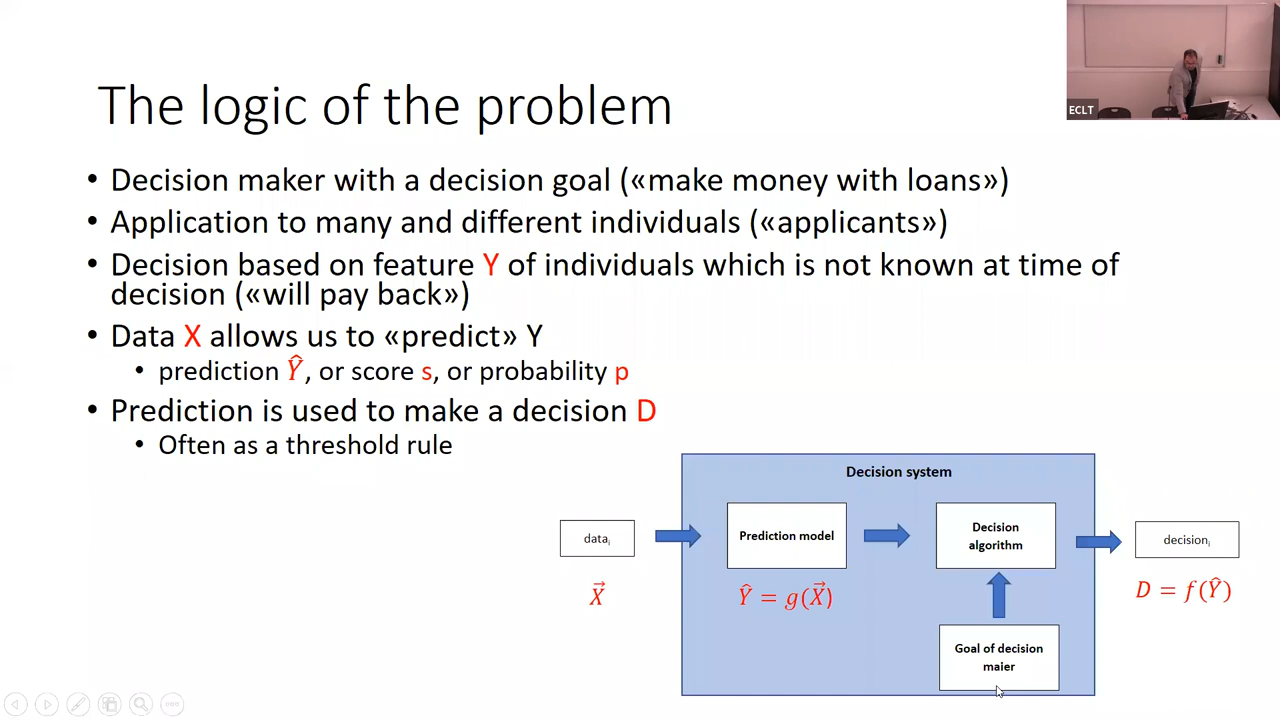 ECLT
The logic of the problem
• Decision maker with a decision goal («make money with loans»)
• Application to many and different individuals («applicants»)
• Decision based on feature Y of individuals which is not known at time of
decision («will pay back»)
• Data X allows us to «predict» Y
• prediction Ŷ, or score s, or probability p
• Prediction is used to make a decision D
• Often as a threshold rule
Decision system
dataᵢ
Prediction model
Decision
algorithm
decisionᵢ
X⃗
Ŷ = g(X⃗)
D = f(Ŷ)
Goal of decision
maier